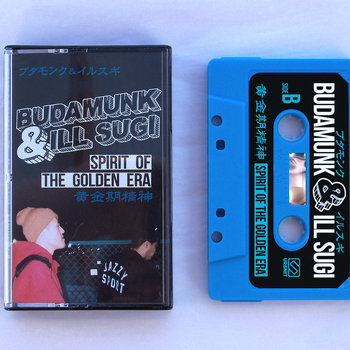 ブダモンク&イルスギ
BUDAMUNK
& ILL SUGI
SPIRIT OF
THE GOLDEN ERA
黄金期精神
JAZZY
SPORT
ブダモンク イルスギ
BUDAMUNK & ILL SUGI
SIDE
B
黄金期精神 SPIRIT OF THE GOLDEN ERA